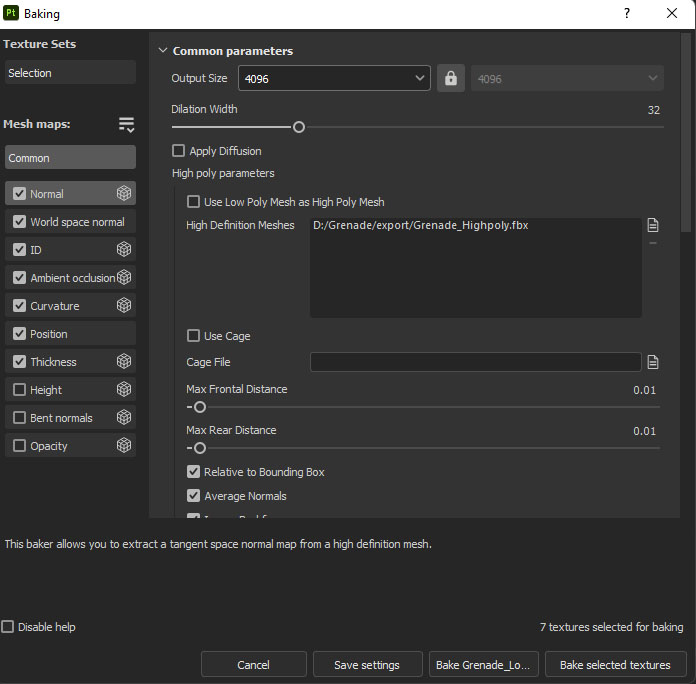 Pt Baking ? ×
Texture Sets
Selection
Mesh maps:
Common
Normal
World space normal
ID
Ambient occlusion
Curvature
Position
Thickness
Height
Bent normals
Opacity
Common parameters
Output Size 4096 4096
Dilation Width 32
Apply Diffusion
High poly parameters
Use Low Poly Mesh as High Poly Mesh
High Definition Meshes D:/Grenade/export/Grenade_Highpoly.fbx
Use Cage
Cage File
Max Frontal Distance 0.01
Max Rear Distance 0.01
Relative to Bounding Box
Average Normals
This baker allows you to extract a tangent space normal map from a high definition mesh.
Disable help 7 textures selected for baking
Cancel Save settings Bake Grenade_Lo... Bake selected textures